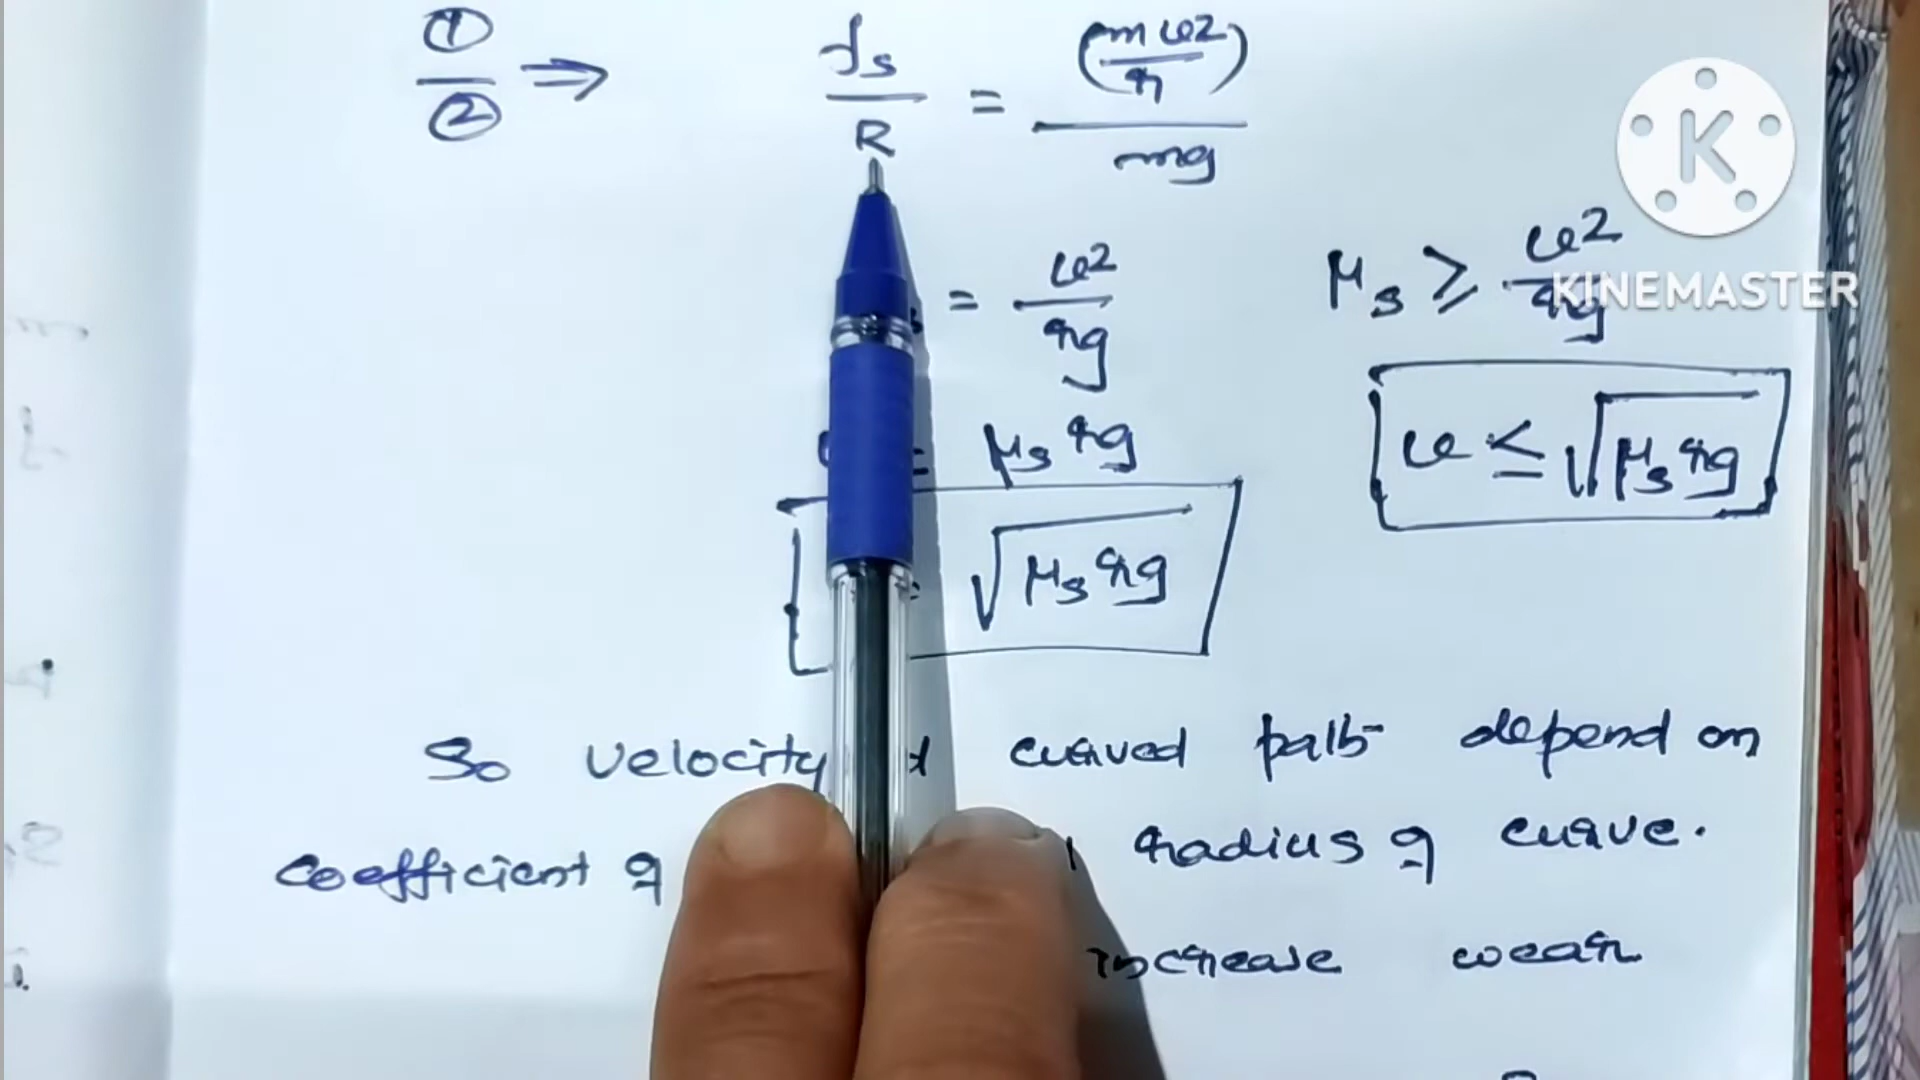 ①/② ⇒ fs/R = (mv2/r)/mg
= v2/rg
μs ≥ v2/rg
= μs rg
v ≤ √μs rg
= √μs rg
So velocity curved path depend on
coefficient of radius of curve.
increase wear
K
KINEMASTER